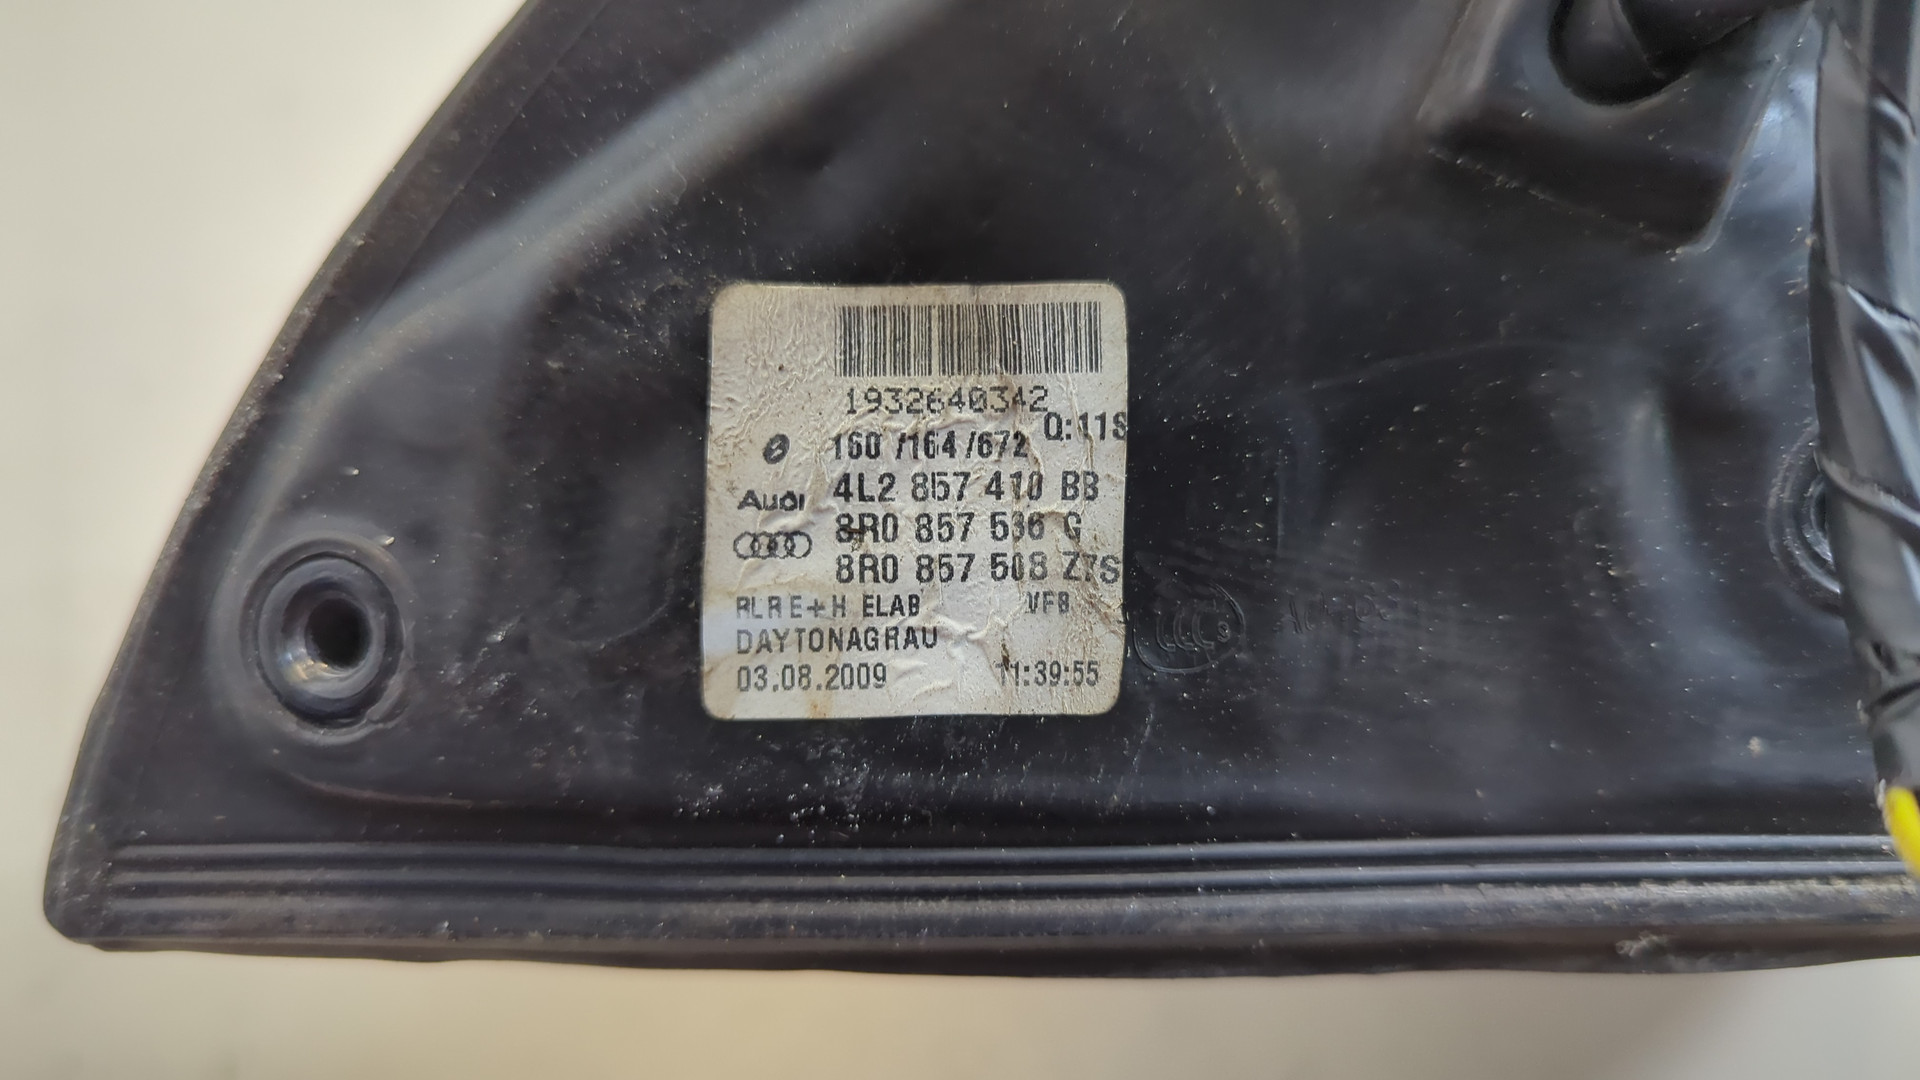 1932640342
Q:11S
160 /164 /672
Audi
4L2 857 410 BB
8R0 857 536 G
8R0 857 508 Z7S
RLR E+H ELAB VFB
DAYTONAGRAU
03.08.2009 11:39:55